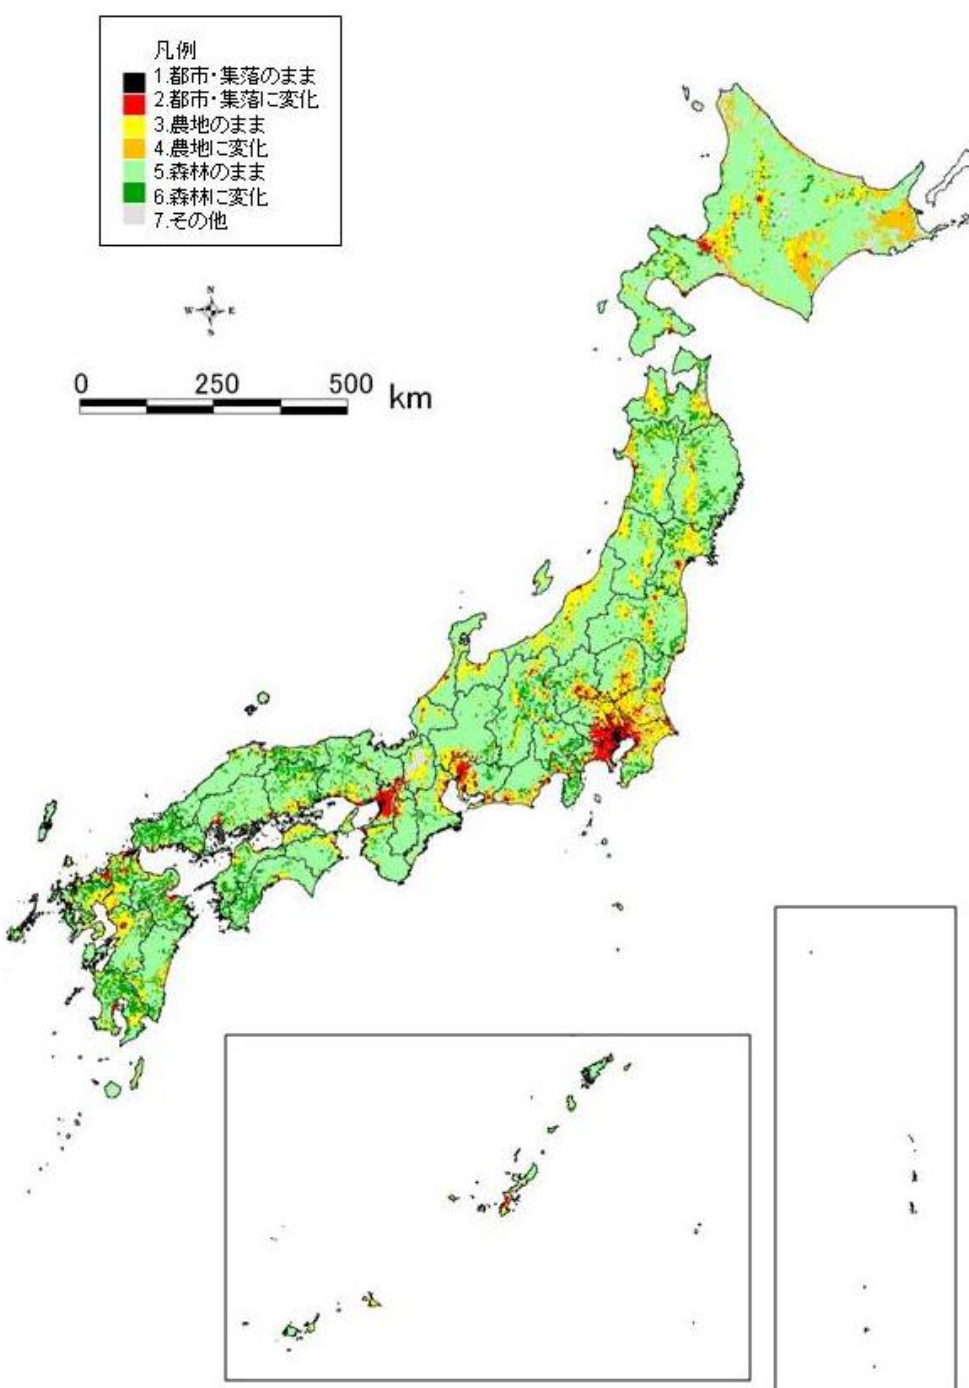 凡例
1.都市・集落のまま
2.都市・集落に変化
3.農地のまま
4.農地に変化
5.森林のまま
6.森林に変化
7.その他
N
W E
S
0 250 500 km